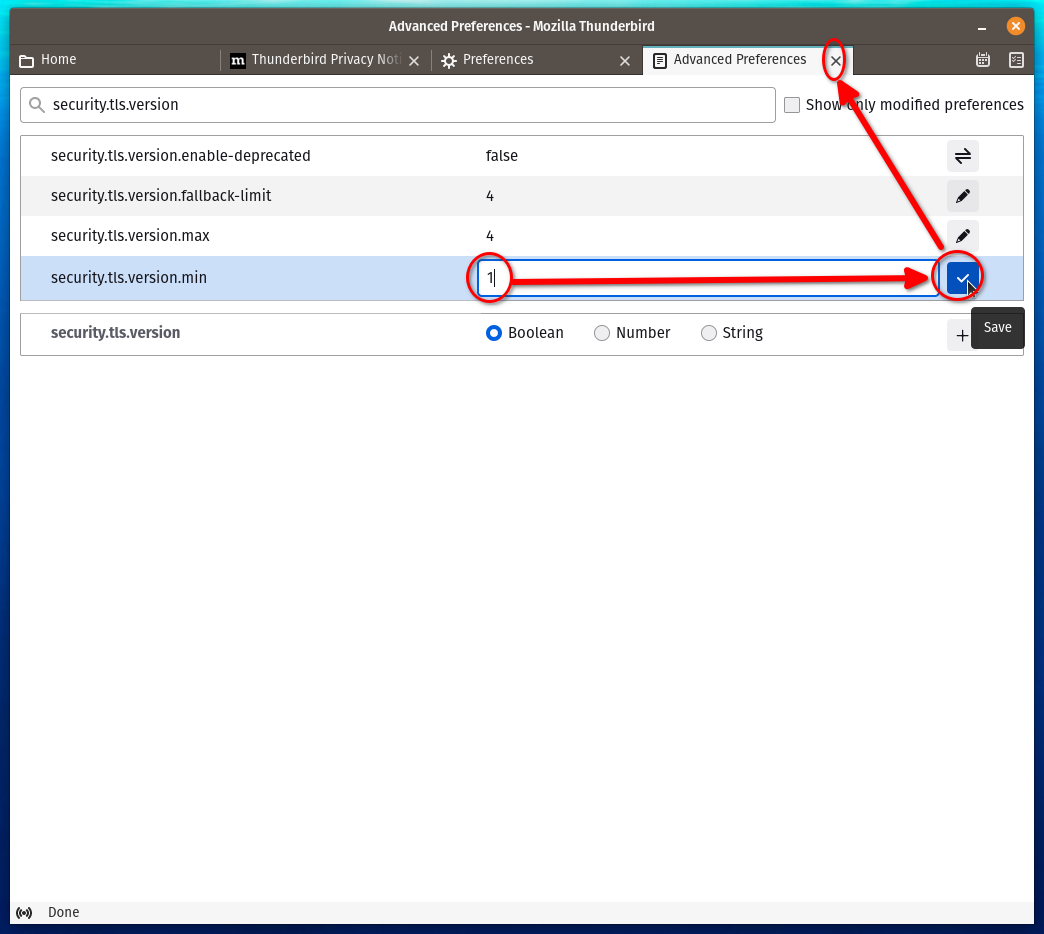 Advanced Preferences - Mozilla Thunderbird
Home
m Thunderbird Privacy Noti
Preferences
Advanced Preferences
security.tls.version
Show only modified preferences
security.tls.version.enable-deprecated false
security.tls.version.fallback-limit 4
security.tls.version.max 4
security.tls.version.min 1
security.tls.version Boolean Number String
Save
Done